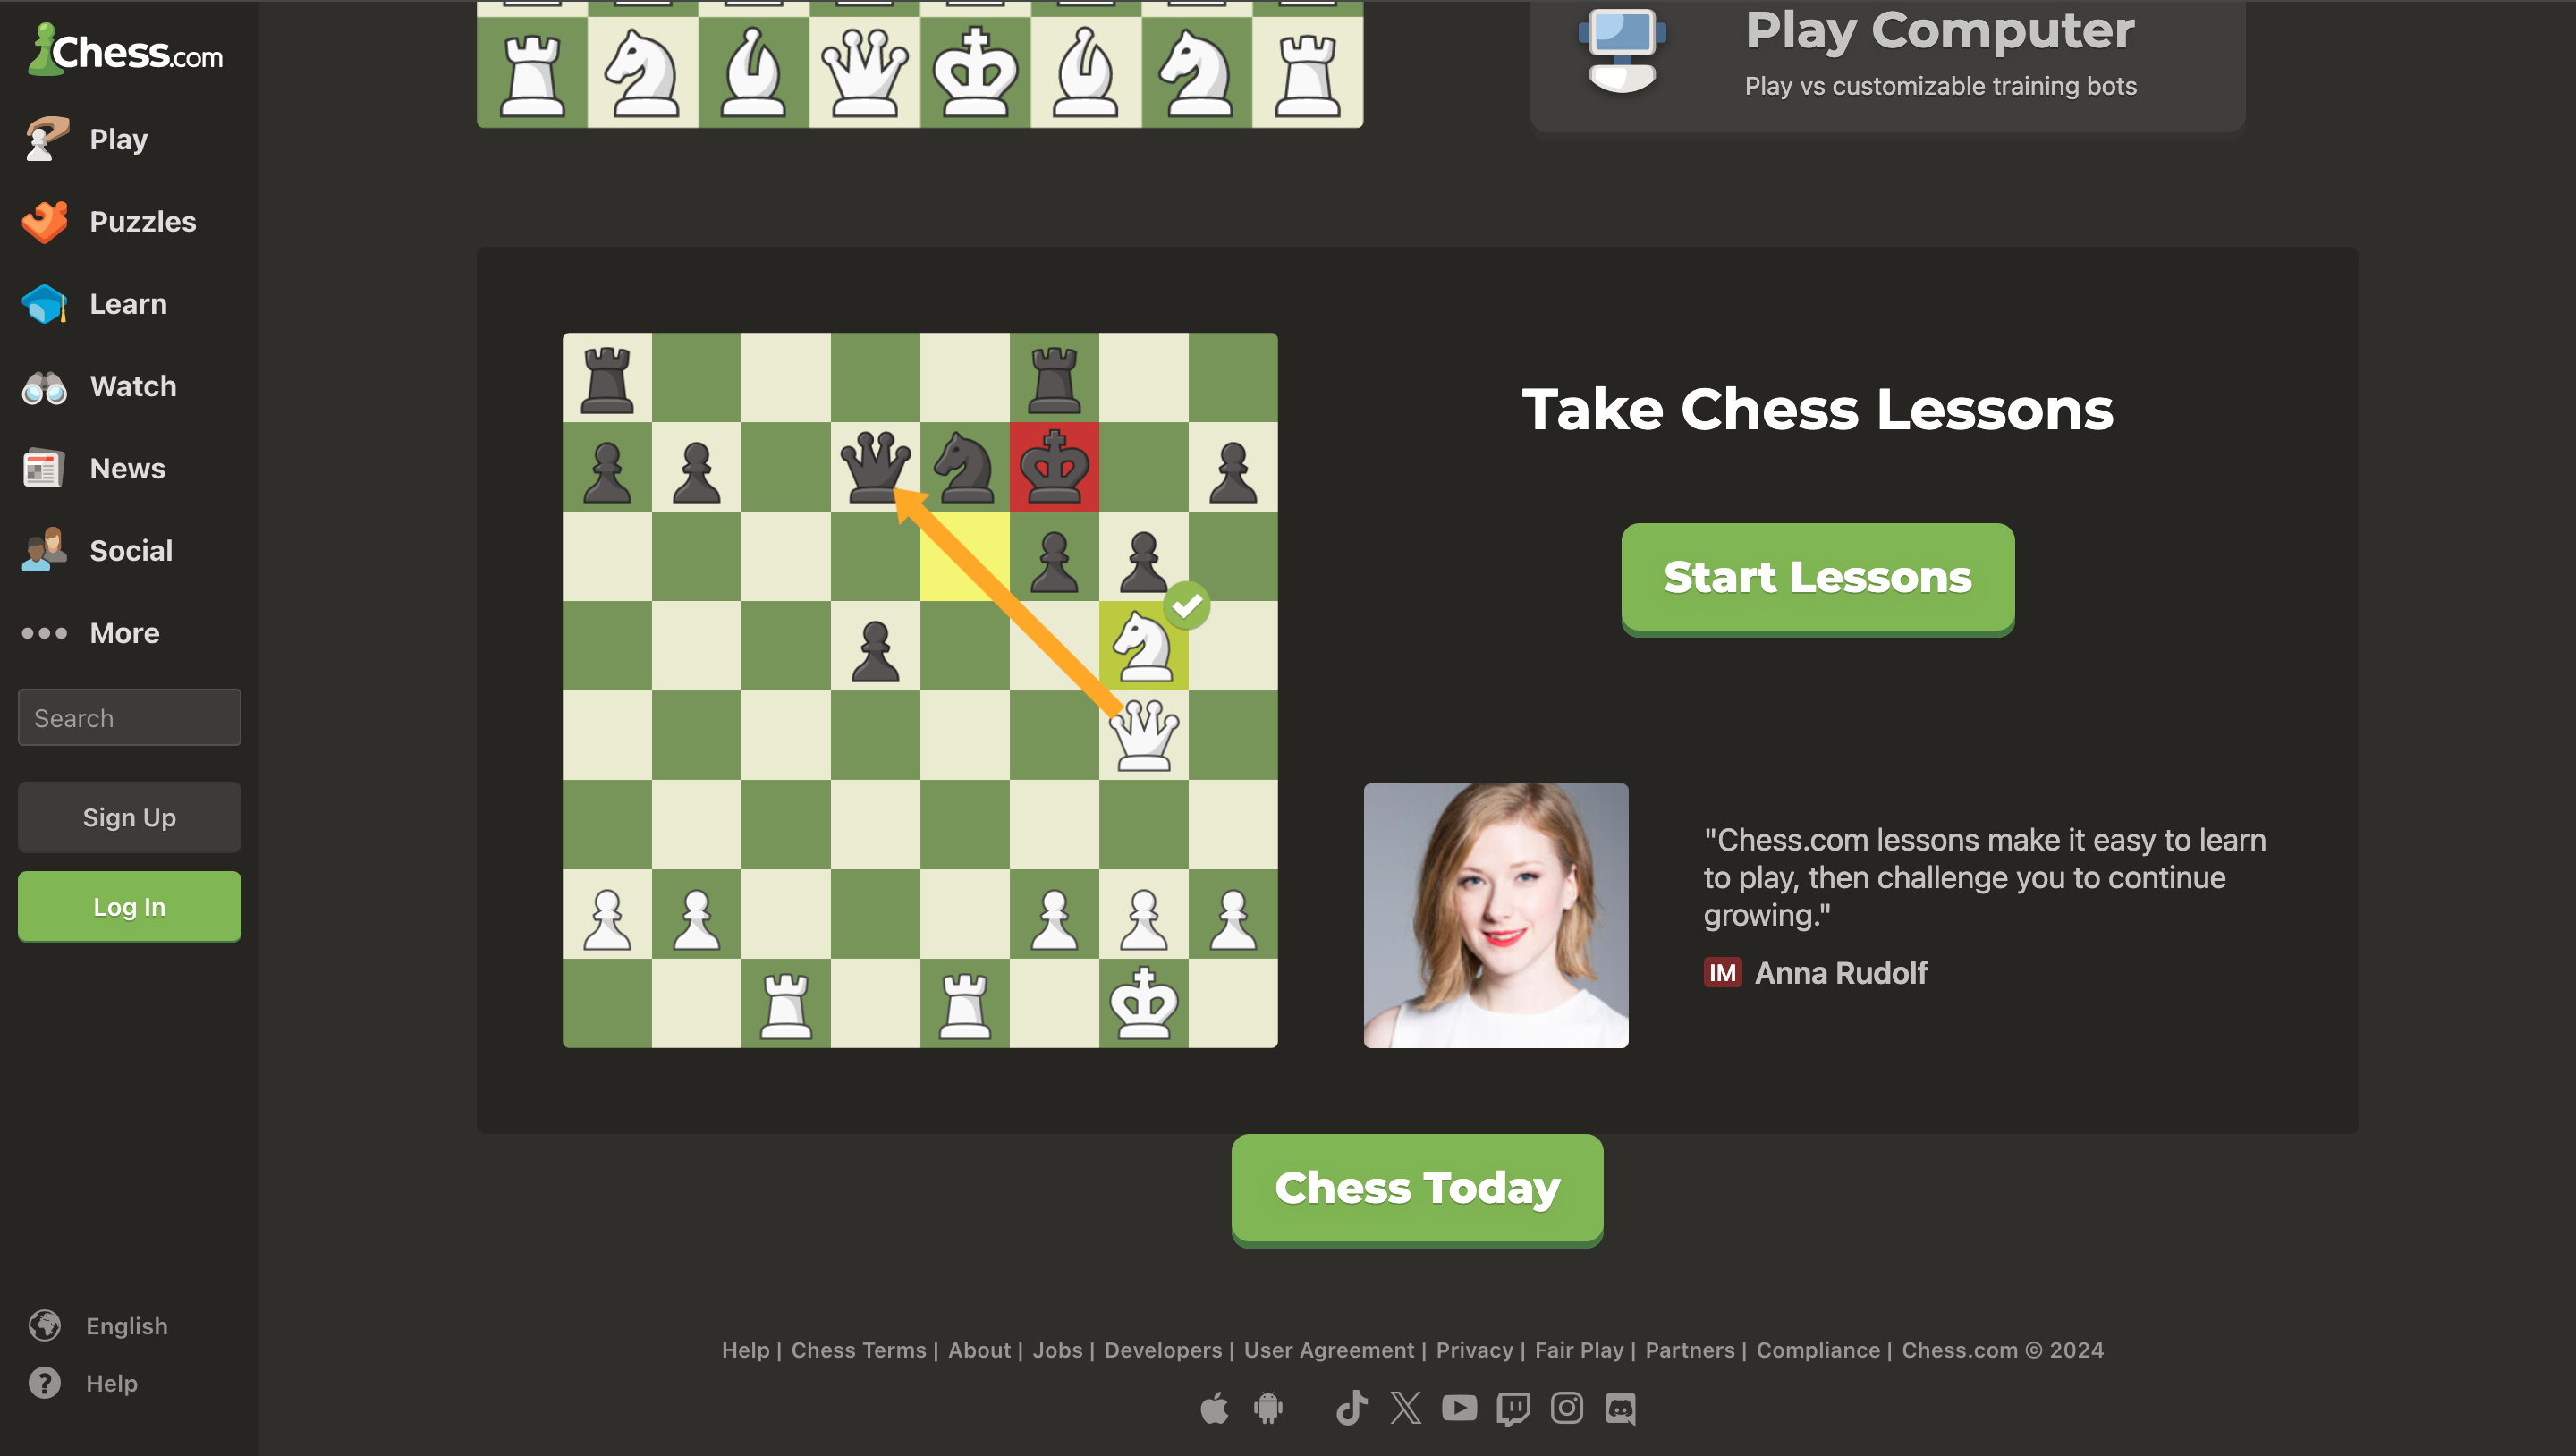 Chess.com
Play
Puzzles
Learn
Watch
News
Social
More
Search
Sign Up
Log In
English
Help
Play Computer
Play vs customizable training bots
Take Chess Lessons
Start Lessons
"Chess.com lessons make it easy to learn
to play, then challenge you to continue
growing."
IM Anna Rudolf
Chess Today
Help | Chess Terms | About | Jobs | Developers | User Agreement | Privacy | Fair Play | Partners | Compliance | Chess.com © 2024